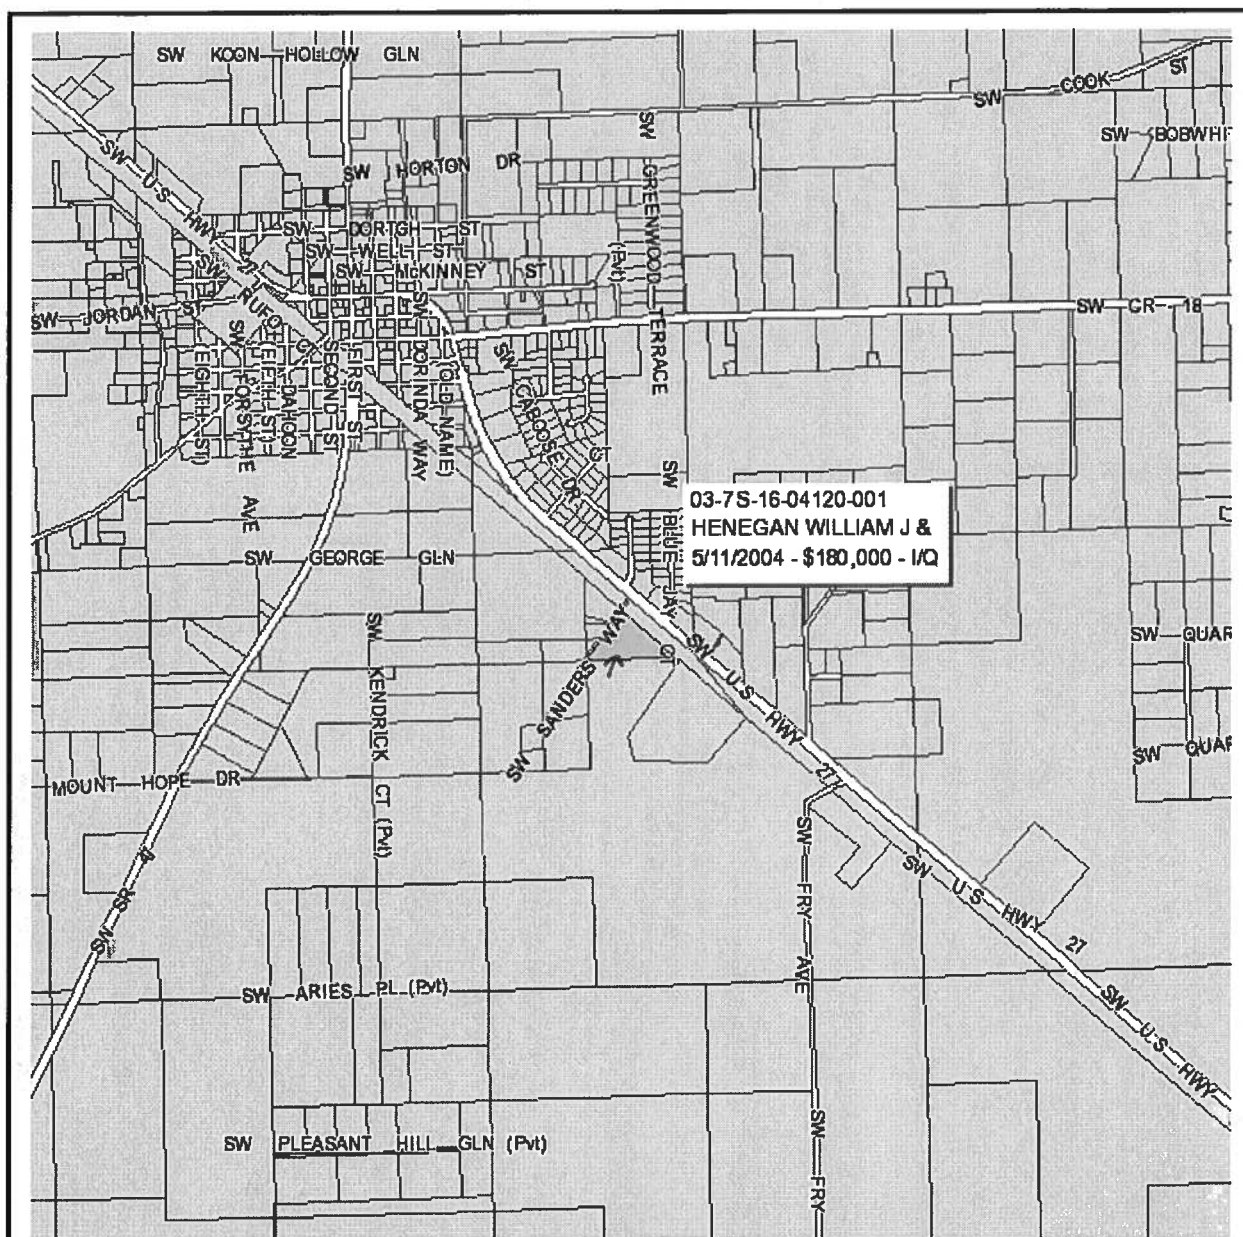 SW KOON HOLLOW GLN
SW COOK ST
SW BOBWH
SW U S HWY 27
SW HORTON DR
SW GREENWOOD TERRACE
SW DORTGH ST
SW WELL ST
SW McKINNEY ST
(Pvt)
SW JORDAN ST
SW RUFO
SW CR 18
SW FORSYTHE AVE
(EIGHTH ST)
(FIFTH ST)
DAHOON
SECOND ST
FIRST ST
SW DORNDA WAY
(OLD NAME)
SW CABOOSE DR
CT
SW BLUE JAY CT
03-7S-16-04120-001
HENEGAN WILLIAM J &
5/11/2004 - $180,000 - I/Q
SW GEORGE GLN
SW KENDRICK CT (Pvt)
SW SANDERS WAY
SW U S HWY 27
SW QUAR
SW QUAR
MOUNT HOPE DR
SW SR 47
SW FRY AVE
SW U S HWY 27
SW ARIES PL (Pvt)
SW U S HWY
SW PLEASANT HILL GLN (Pvt)
SW FRY